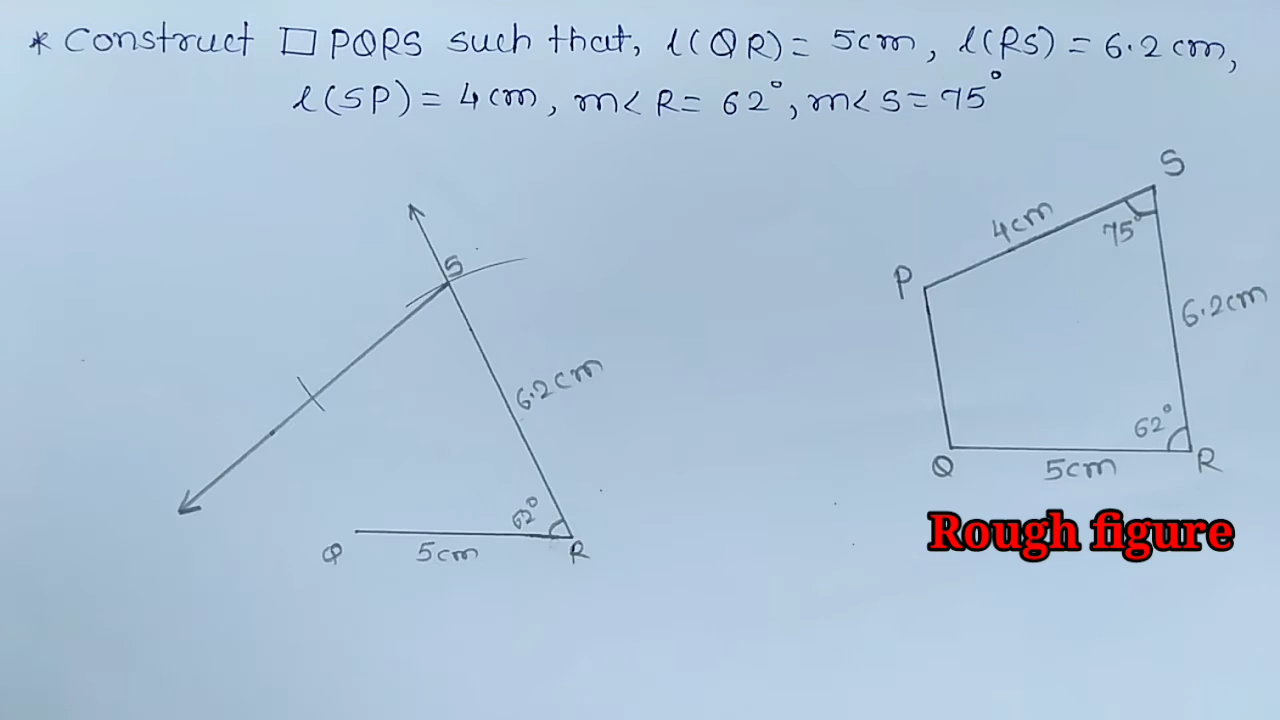 * Construct □ PQRS such that, l(QR) = 5cm, l(RS) = 6.2 cm,
l(SP) = 4cm, m< R = 62°, m< S = 75°
S
6.2cm
62°
Q
5cm
R
S
4cm
75°
P
6.2cm
62°
Q
5cm
R
Rough figure